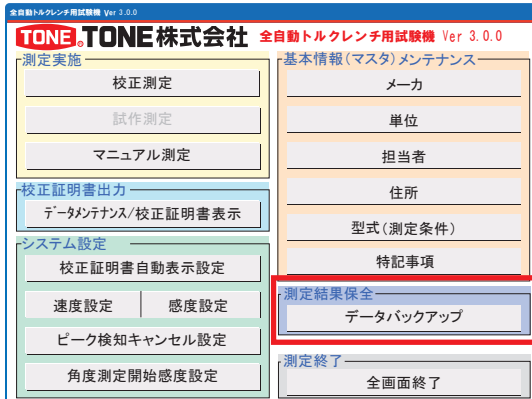 全自動トルクレンチ用試験機 Ver 3.0.0
TONE®TONE株式会社 全自動トルクレンチ用試験機 Ver 3.0.0
測定実施
校正測定
試作測定
マニュアル測定
校正証明書出力
データメンテナンス/校正証明書表示
システム設定
校正証明書自動表示設定
速度設定 感度設定
ピーク検知キャンセル設定
角度測定開始感度設定
基本情報(マスタ)メンテナンス
メーカ
単位
担当者
住所
型式(測定条件)
特記事項
測定結果保全
データバックアップ
測定終了
全画面終了